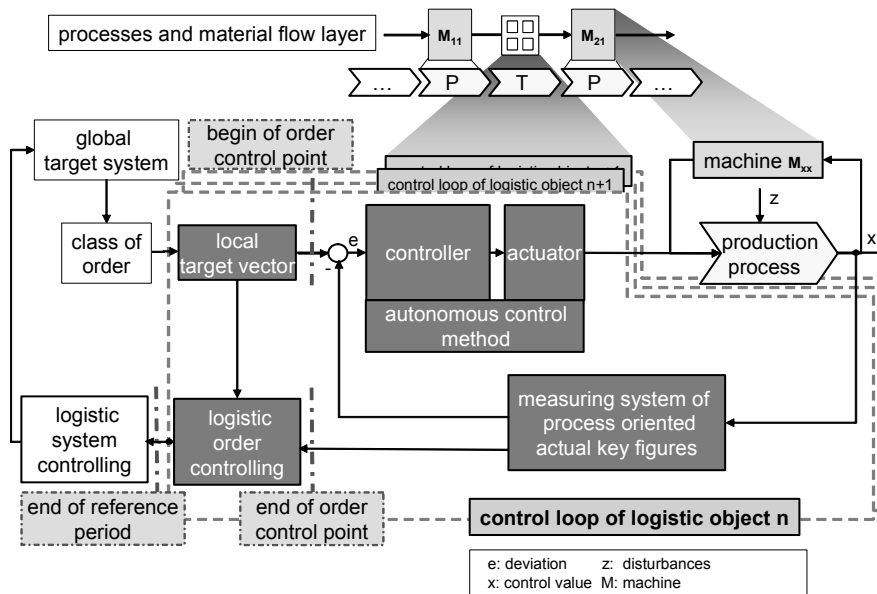 processes and material flow layer
M11
M21
...
P
T
P
...
global
target system
begin of order
control point
control loop of logistic object n+1
machine Mxx
z
class of
order
local
target vector
e
-
controller
actuator
production
process
x
autonomous control
method
logistic
system
controlling
logistic
order
controlling
measuring system of
process oriented
actual key figures
end of reference
period
end of order
control point
control loop of logistic object n
e: deviation z: disturbances
x: control value M: machine